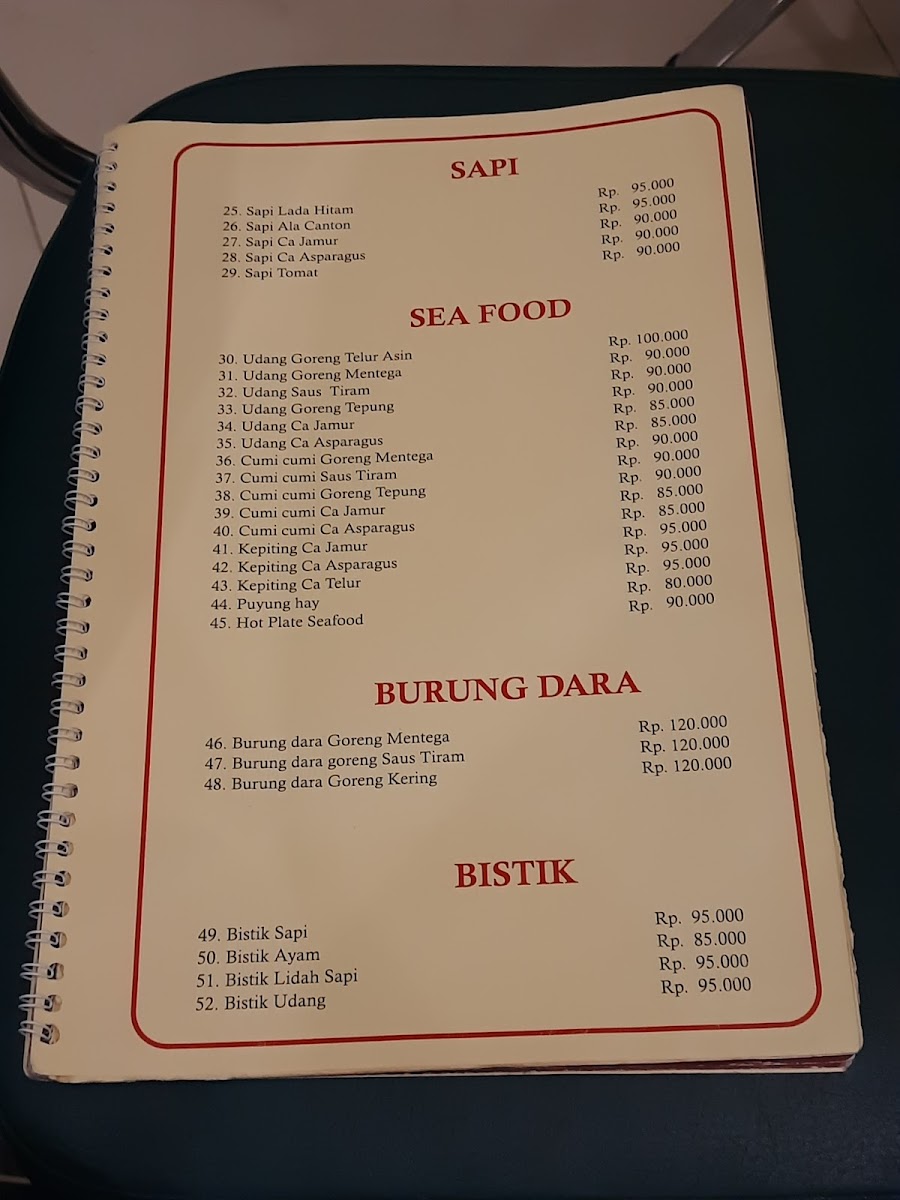 SAPI
25. Sapi Lada Hitam Rp. 95.000
26. Sapi Ala Canton Rp. 95.000
27. Sapi Ca Jamur Rp. 90.000
28. Sapi Ca Asparagus Rp. 90.000
29. Sapi Tomat Rp. 90.000
SEA FOOD
30. Udang Goreng Telur Asin Rp. 100.000
31. Udang Goreng Mentega Rp. 90.000
32. Udang Saus Tiram Rp. 90.000
33. Udang Goreng Tepung Rp. 90.000
34. Udang Ca Jamur Rp. 85.000
35. Udang Ca Asparagus Rp. 85.000
36. Cumi cumi Goreng Mentega Rp. 90.000
37. Cumi cumi Saus Tiram Rp. 90.000
38. Cumi cumi Goreng Tepung Rp. 90.000
39. Cumi cumi Ca Jamur Rp. 85.000
40. Cumi cumi Ca Asparagus Rp. 85.000
41. Kepiting Ca Jamur Rp. 95.000
42. Kepiting Ca Asparagus Rp. 95.000
43. Kepiting Ca Telur Rp. 95.000
44. Puyung hay Rp. 80.000
45. Hot Plate Seafood Rp. 90.000
BURUNG DARA
46. Burung dara Goreng Mentega Rp. 120.000
47. Burung dara goreng Saus Tiram Rp. 120.000
48. Burung dara Goreng Kering Rp. 120.000
BISTIK
49. Bistik Sapi Rp. 95.000
50. Bistik Ayam Rp. 85.000
51. Bistik Lidah Sapi Rp. 95.000
52. Bistik Udang Rp. 95.000